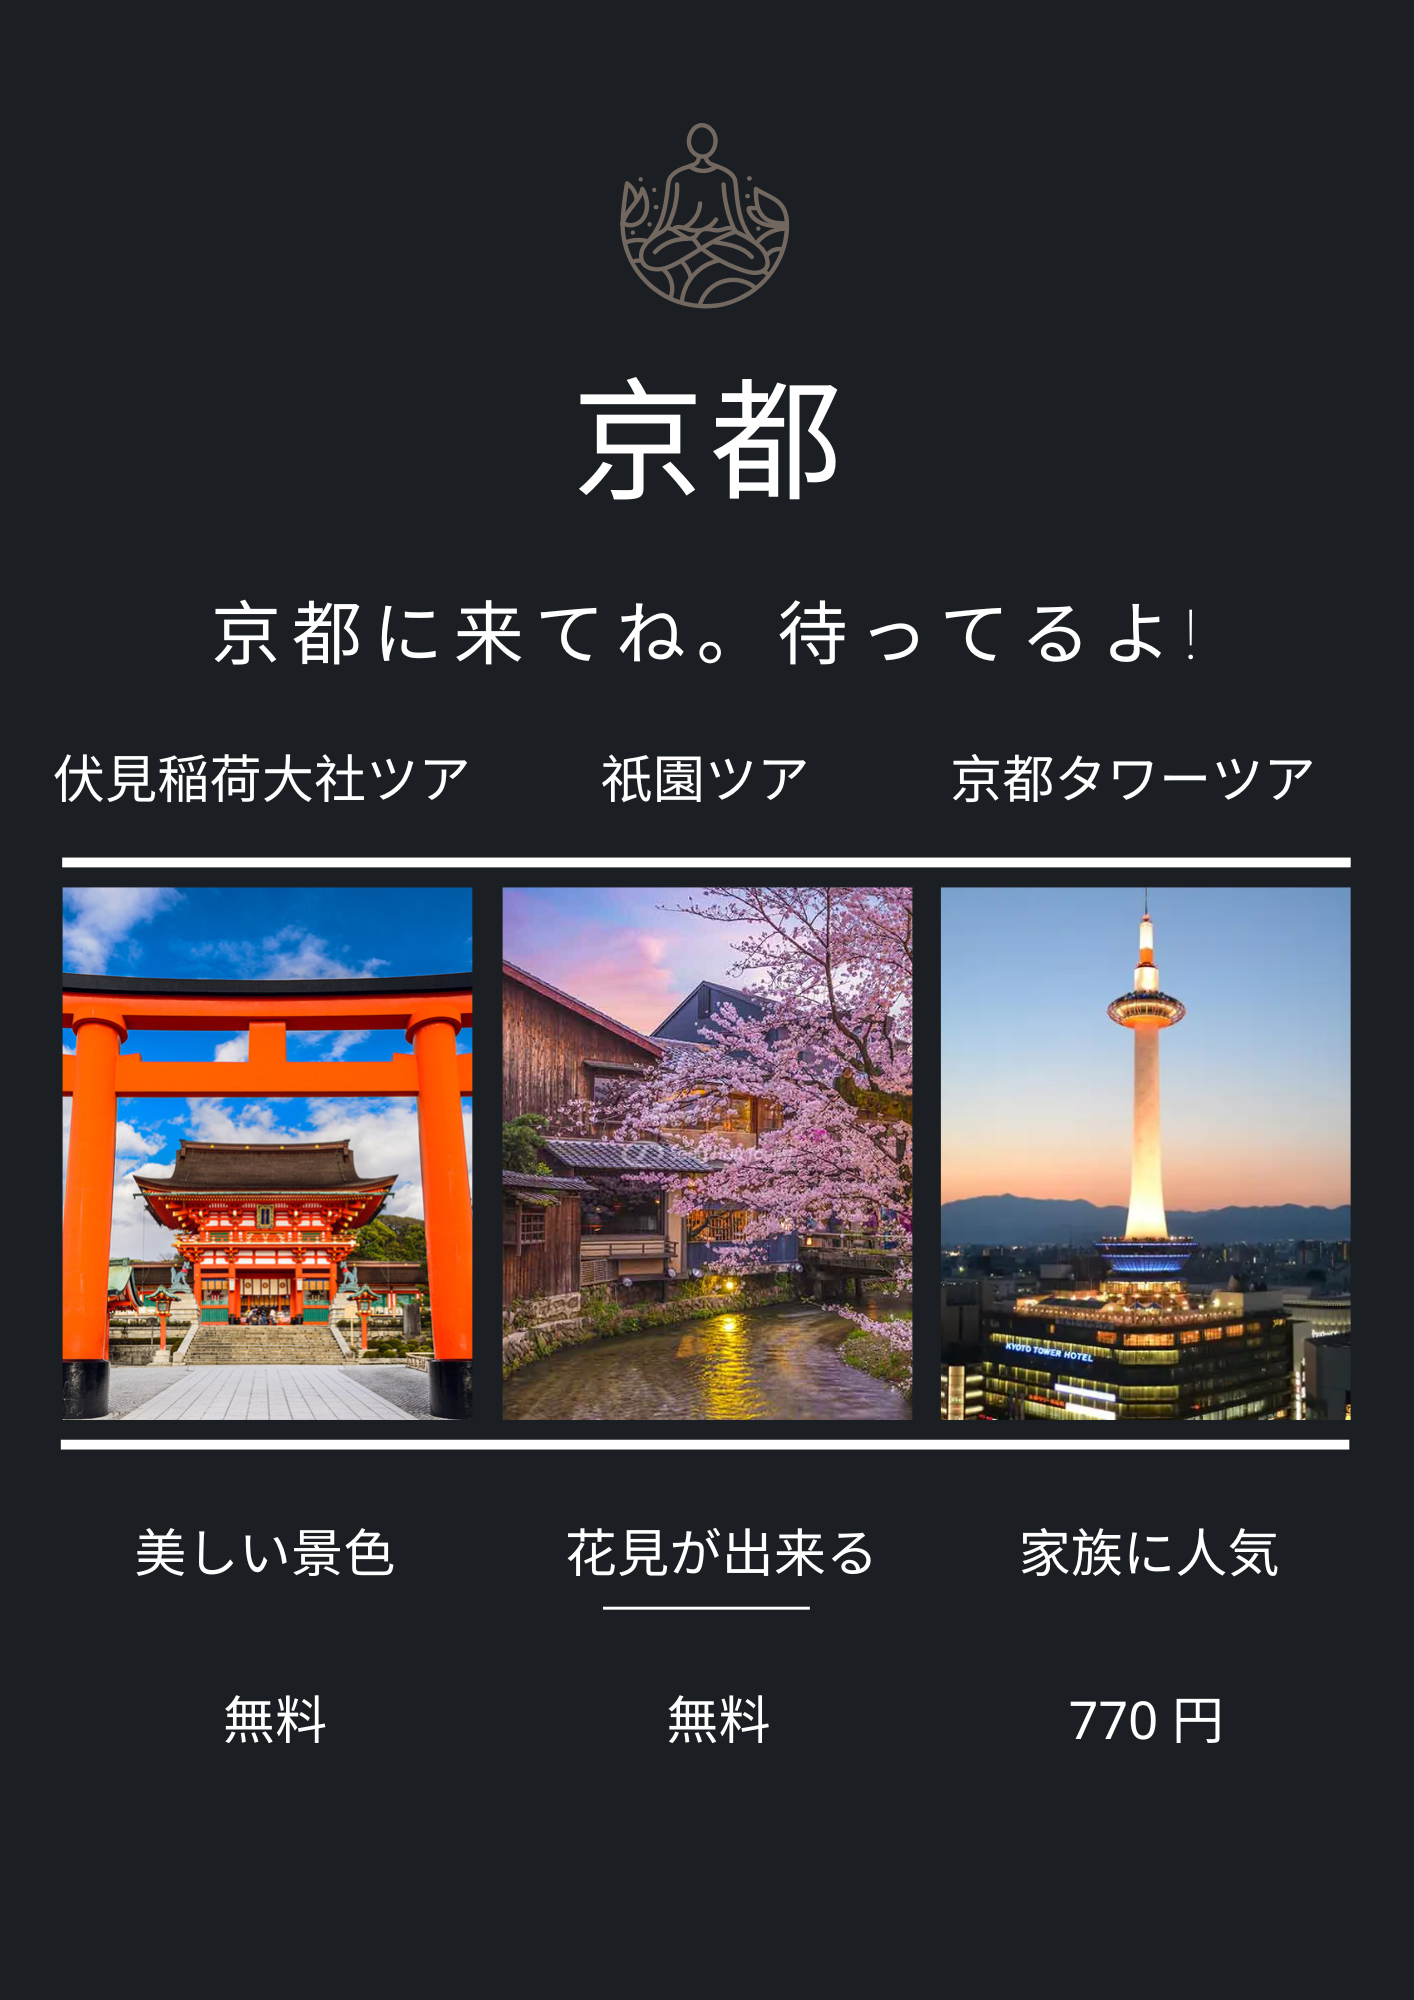 京都
京都に来てね。待ってるよ!
伏見稲荷大社ツア
祇園ツア
京都タワーツア
KYOTO TOWER HOTEL
美しい景色
花見が出来る
家族に人気
無料
無料
770 円